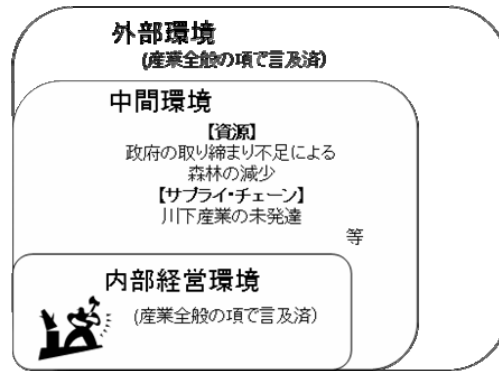 外部環境
(産業全般の項で言及済)
中間環境
【資源】
政府の取り締まり不足による
森林の減少
【サプライ・チェーン】
川下産業の未発達
等
内部経営環境
(産業全般の項で言及済)